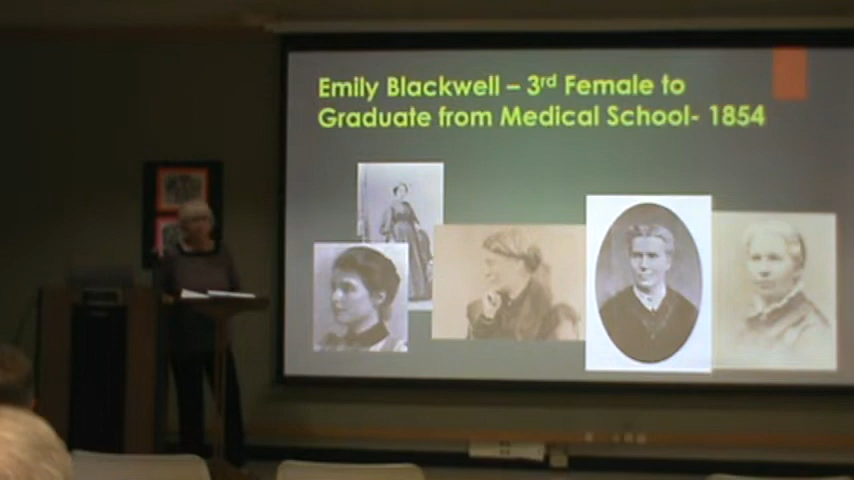 Emily Blackwell – 3rd Female to
Graduate from Medical School- 1854